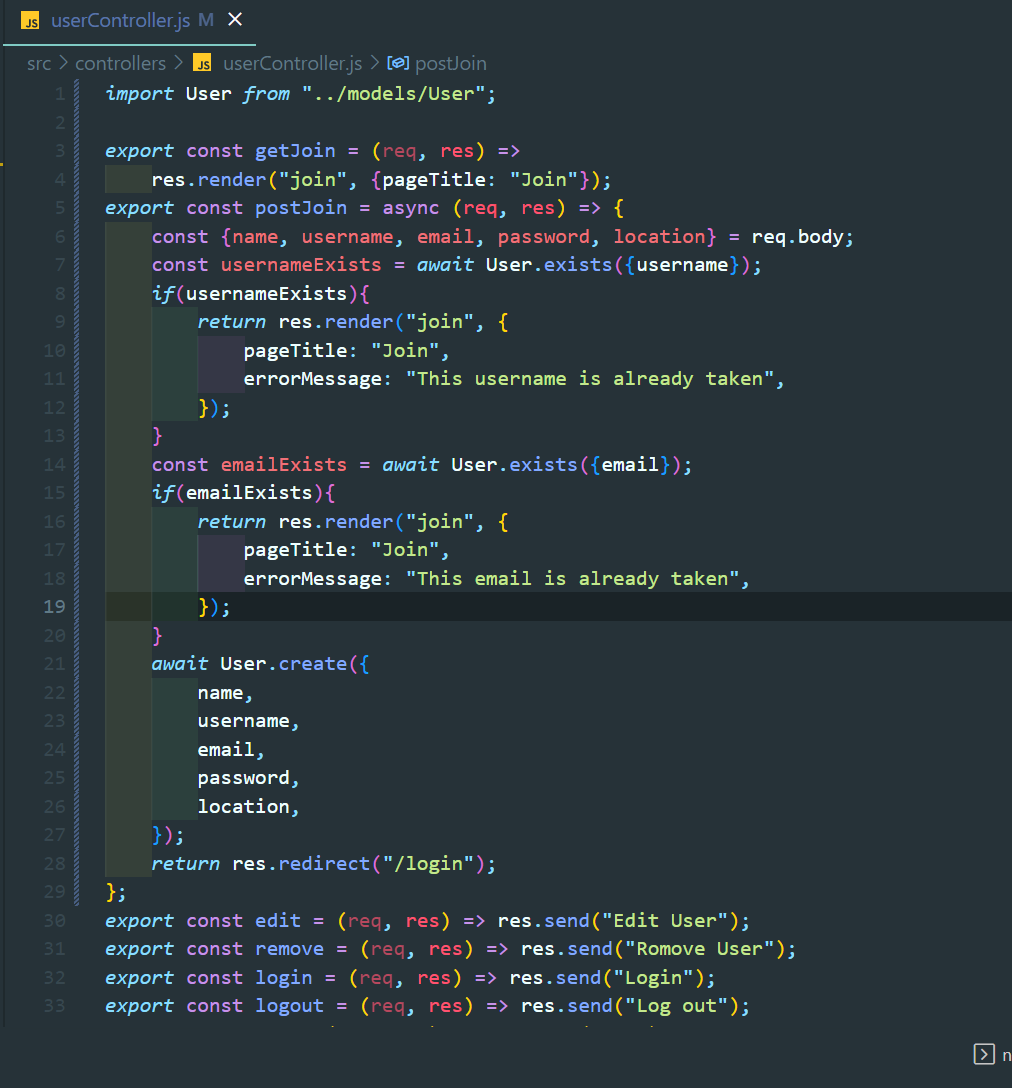 JS userController.js M
src > controllers > JS userController.js > postJoin
1 import User from "../models/User";
2
3 export const getJoin = (req, res) =>
4     res.render("join", {pageTitle: "Join"});
5 export const postJoin = async (req, res) => {
6     const {name, username, email, password, location} = req.body;
7     const usernameExists = await User.exists({username});
8     if(usernameExists){
9         return res.render("join", {
10             pageTitle: "Join",
11             errorMessage: "This username is already taken",
12         });
13     }
14     const emailExists = await User.exists({email});
15     if(emailExists){
16         return res.render("join", {
17             pageTitle: "Join",
18             errorMessage: "This email is already taken",
19         });
20     }
21     await User.create({
22         name,
23         username,
24         email,
25         password,
26         location,
27     });
28     return res.redirect("/login");
29 };
30 export const edit = (req, res) => res.send("Edit User");
31 export const remove = (req, res) => res.send("Romove User");
32 export const login = (req, res) => res.send("Login");
33 export const logout = (req, res) => res.send("Log out");
n